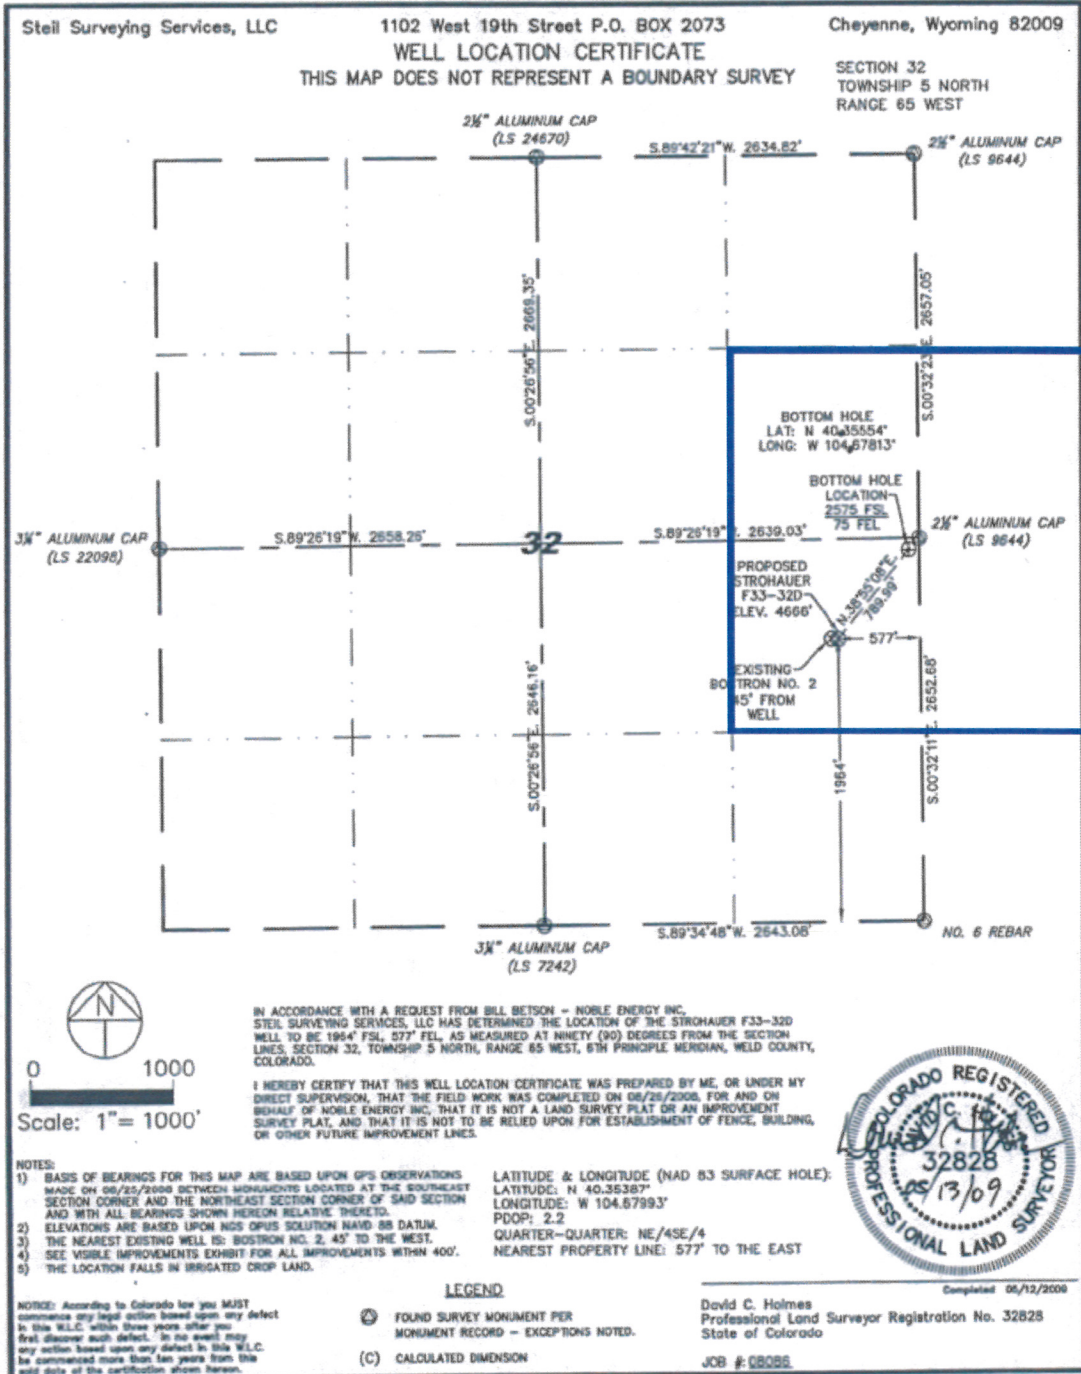 Steil Surveying Services, LLC
1102 West 19th Street P.O. BOX 2073
Cheyenne, Wyoming 82009
WELL LOCATION CERTIFICATE
THIS MAP DOES NOT REPRESENT A BOUNDARY SURVEY
SECTION 32
TOWNSHIP 5 NORTH
RANGE 65 WEST
2½" ALUMINUM CAP
(LS 24670)
S.89°42'21"W. 2634.82'
2½" ALUMINUM CAP
(LS 9644)
S.00°26'56"E. 2669.35'
S.00°32'23"E. 2657.05'
BOTTOM HOLE
LAT: N 40.35554°
LONG: W 104.67813°
BOTTOM HOLE
LOCATION
2575 FSL
75 FEL
3¼" ALUMINUM CAP
(LS 22098)
S.89°26'19"W. 2658.26'
32
S.89°26'19" . 2639.03'
2½" ALUMINUM CAP
(LS 9644)
PROPOSED
STROHAUER
F33-32D
ELEV. 4666'
N.38°55'08"E.
789.99'
577'
EXISTING
BOSTRON NO. 2
45' FROM
WELL
S.00°26'56"E. 2646.16'
1964'
S.00°32'11"E. 2652.68'
3¼" ALUMINUM CAP
(LS 7242)
S.89°34'48"W. 2643.08'
NO. 6 REBAR
N
0 1000
Scale: 1"= 1000'
IN ACCORDANCE WITH A REQUEST FROM BILL BETSON - NOBLE ENERGY INC,
STEIL SURVEYING SERVICES, LLC HAS DETERMINED THE LOCATION OF THE STROHAUER F33-32D
WELL TO BE 1964' FSL, 577' FEL, AS MEASURED AT NINETY (90) DEGREES FROM THE SECTION
LINES, SECTION 32, TOWNSHIP 5 NORTH, RANGE 65 WEST, 6TH PRINCIPLE MERIDIAN, WELD COUNTY,
COLORADO.
I HEREBY CERTIFY THAT THIS WELL LOCATION CERTIFICATE WAS PREPARED BY ME, OR UNDER MY
DIRECT SUPERVISION, THAT THE FIELD WORK WAS COMPLETED ON 08/26/2008, FOR AND ON
BEHALF OF NOBLE ENERGY INC, THAT IT IS NOT A LAND SURVEY PLAT OR AN IMPROVEMENT
SURVEY PLAT, AND THAT IT IS NOT TO BE RELIED UPON FOR ESTABLISHMENT OF FENCE, BUILDING,
OR OTHER FUTURE IMPROVEMENT LINES.
NOTES:
1) BASIS OF BEARINGS FOR THIS MAP ARE BASED UPON GPS OBSERVATIONS
MADE ON 08/25/2008 BETWEEN MONUMENTS LOCATED AT THE SOUTHEAST
SECTION CORNER AND THE NORTHEAST SECTION CORNER OF SAID SECTION
AND WITH ALL BEARINGS SHOWN HEREON RELATIVE THERETO.
2) ELEVATIONS ARE BASED UPON NGS OPUS SOLUTION NAVD 88 DATUM.
3) THE NEAREST EXISTING WELL IS: BOSTRON NO. 2, 45' TO THE WEST.
4) SEE VISIBLE IMPROVEMENTS EXHIBIT FOR ALL IMPROVEMENTS WITHIN 400'.
5) THE LOCATION FALLS IN IRRIGATED CROP LAND.
LATITUDE & LONGITUDE (NAD 83 SURFACE HOLE):
LATITUDE: N 40.35387°
LONGITUDE: W 104.67993°
PDOP: 2.2
QUARTER-QUARTER: NE/4SE/4
NEAREST PROPERTY LINE: 577' TO THE EAST
COLORADO REGISTERED
DAVID C. HOLMES
32828
05/13/09
PROFESSIONAL LAND SURVEYOR
NOTICE: According to Colorado law you MUST
commence any legal action based upon any defect
in this W.L.C. within three years after you
first discover such defect. In no event may
any action based upon any defect in this W.L.C.
be commenced more than ten years from the
said date of the certification shown hereon.
LEGEND
FOUND SURVEY MONUMENT PER
MONUMENT RECORD - EXCEPTIONS NOTED.
(C) CALCULATED DIMENSION
Completed 05/12/2009
David C. Holmes
Professional Land Surveyor Registration No. 32828
State of Colorado
JOB #: 08086